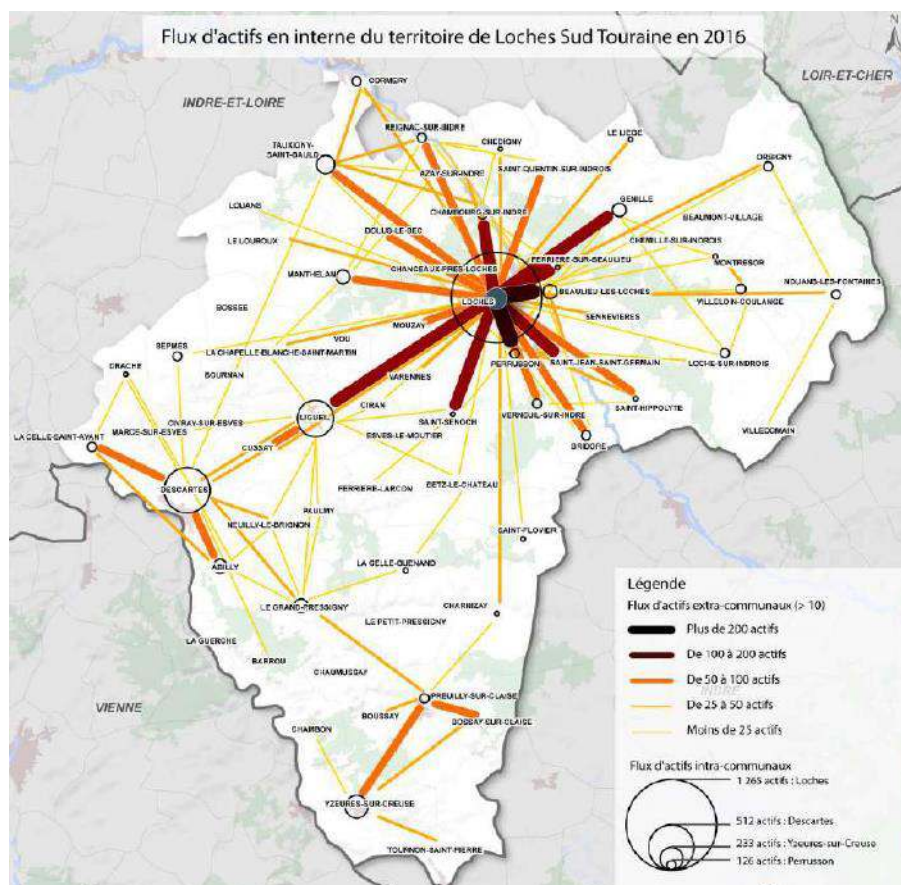 Flux d'actifs en interne du territoire de Loches Sud Touraine en 2016
N
LOIR-ET-CHER
INDRE-ET-LOIRE
CORMERY
REIGNAC-SUR-INDRE
CHEDIGNY
LE LIEGE
TAUXIGNY-
SAINT-BAULD
AZAY-SUR-INDRE
SAINT-QUENTIN-SUR-INDROIS
ORBIGNY
LOUANS
CHAMBOURG-SUR-INDRE
GENILLE
BEAUMONT-VILLAGE
DOLUS-LE-SEC
LE LOUROUX
CHEMILLE-SUR-INDROIS
FERRIERE-SUR-BEAULIEU
MONTRESOR
MANTHELAN
CHANCEAUX-PRES-LOCHES
NOUANS-LES-FONTAINES
BEAULIEU-LES-LOCHES
VILLELOIN-COULANGE
LOCHES
BOSSEE
SENNEVIERES
MOUZAY
VOU
SEPMES
LA CHAPELLE-BLANCHE-SAINT-MARTIN
PERRUSSON
SAINT-JEAN-SAINT-GERMAIN
LOCHE-SUR-INDROIS
DRACHE
BOURNAN
VARENNES
CIRAN
SAINT-HIPPOLYTE
VERNEUIL-SUR-INDRE
SAINT-SENOCH
LIGUEIL
CIVRAY-SUR-ESVES
MARCE-SUR-ESVES
LA CELLE-SAINT-AVANT
VILLEDOMAIN
ESVES-LE-MOUTIER
CUSSAY
BRIDORE
DESCARTES
FERRIERE-LARCON
BETZ-LE-CHATEAU
PAULMY
NEUILLY-LE-BRIGNON
SAINT-FLOVIER
ABILLY
LA CELLE-GUENAND
LE GRAND-PRESSIGNY
CHARNIZAY
LE PETIT-PRESSIGNY
LA GUERCHE
BARROU
CHAUMUSSAY
VIENNE
PREUILLY-SUR-CLAISE
BOUSSAY
BOSSAY-SUR-CLAISE
CHAMBON
YZEURES-SUR-CREUSE
TOURNON-SAINT-PIERRE
INDRE
Légende
Flux d'actifs extra-communaux (> 10)
Plus de 200 actifs
De 100 à 200 actifs
De 50 à 100 actifs
De 25 à 50 actifs
Moins de 25 actifs
Flux d'actifs intra-communaux
1 265 actifs : Loches
512 actifs : Descartes
233 actifs : Yzeures-sur-Creuse
126 actifs : Perrusson